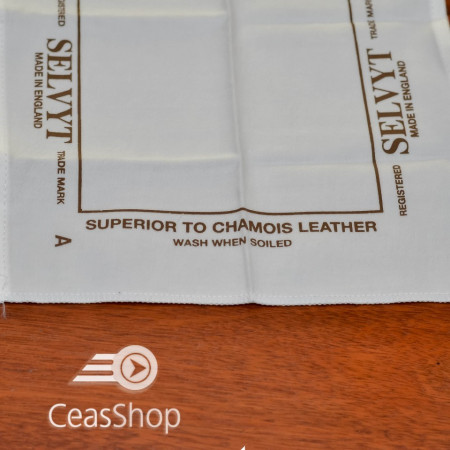 REGISTERED
SELVYT
MADE IN ENGLAND
TRADE MARK
TRADE MARK
SELVYT
MADE IN ENGLAND
REGISTERED
SUPERIOR TO CHAMOIS LEATHER
WASH WHEN SOILED
A
CeasShop